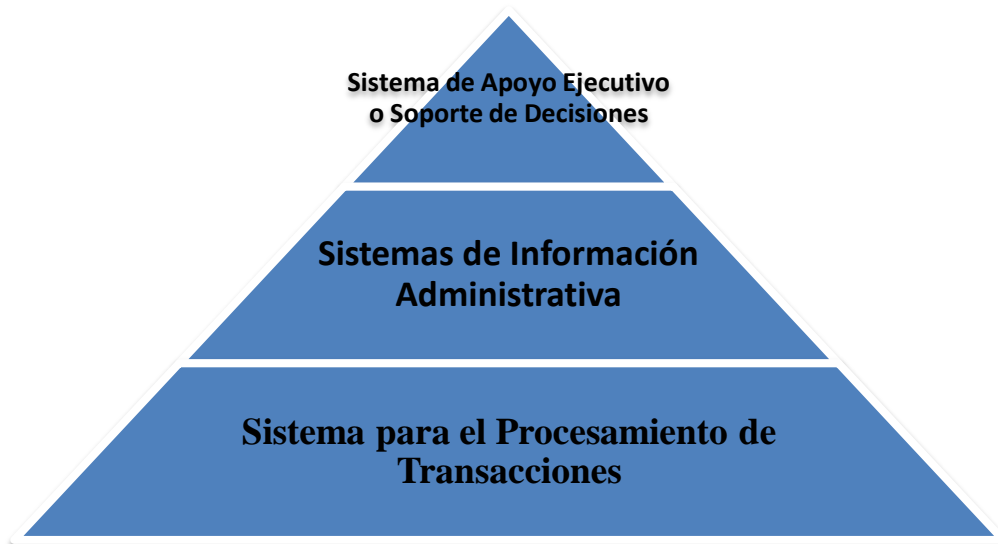 Sistema de Apoyo Ejecutivo
o Soporte de Decisiones
Sistemas de Información
Administrativa
Sistema para el Procesamiento de
Transacciones